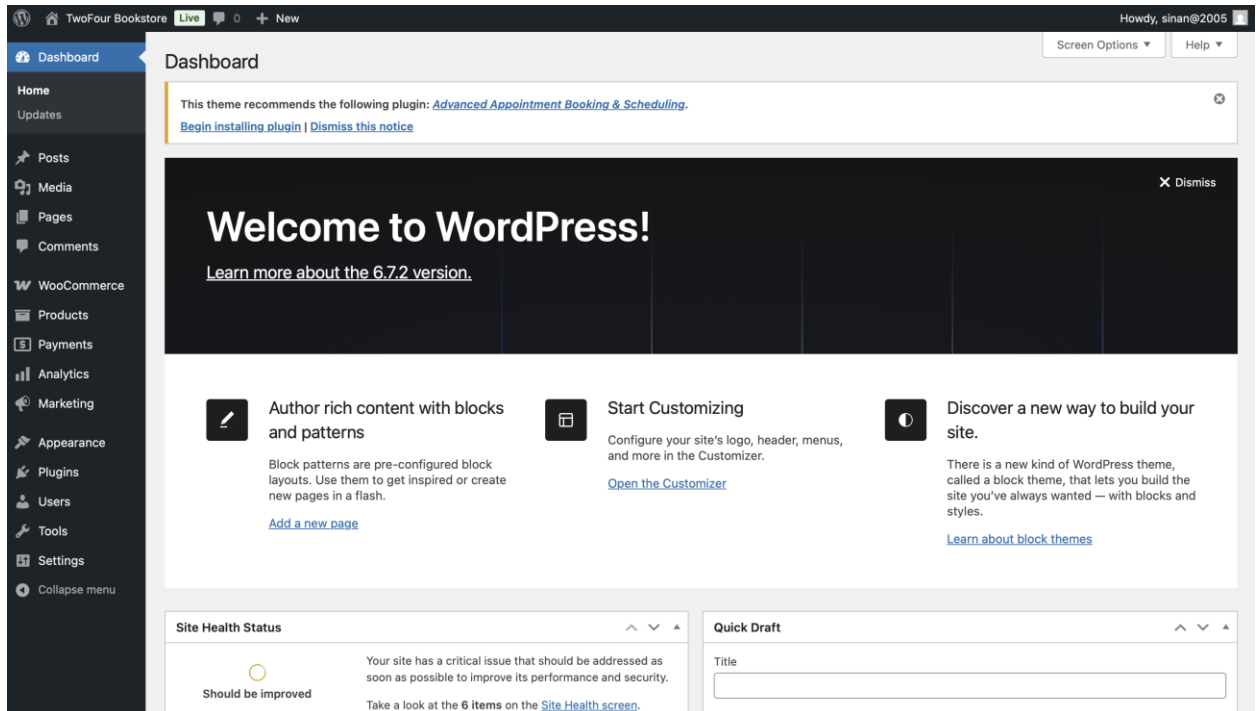 TwoFour Bookstore Live 0 + New
Howdy, sinan@2005
Dashboard
Home
Updates
Posts
Media
Pages
Comments
WooCommerce
Products
Payments
Analytics
Marketing
Appearance
Plugins
Users
Tools
Settings
Collapse menu
Screen Options ▼
Help ▼
Dashboard
This theme recommends the following plugin: Advanced Appointment Booking & Scheduling.
Begin installing plugin | Dismiss this notice
Dismiss
Welcome to WordPress!
Learn more about the 6.7.2 version.
Author rich content with blocks
and patterns
Block patterns are pre-configured block
layouts. Use them to get inspired or create
new pages in a flash.
Add a new page
Start Customizing
Configure your site's logo, header, menus,
and more in the Customizer.
Open the Customizer
Discover a new way to build your
site.
There is a new kind of WordPress theme,
called a block theme, that lets you build the
site you've always wanted — with blocks and
styles.
Learn about block themes
Site Health Status
Should be improved
Your site has a critical issue that should be addressed as
soon as possible to improve its performance and security.
Take a look at the 6 items on the Site Health screen.
Quick Draft
Title